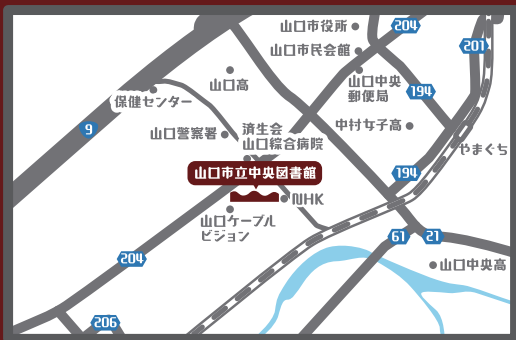 山口市役所
204
山口市民会館
201
山口高
山口中央
郵便局
194
保健センター
9
山口警察署
済生会
山口綜合病院
中村女子高
やまぐち
山口市立中央図書館
194
NHK
山口ケーブル
ビジョン
61
21
204
山口中央高
206